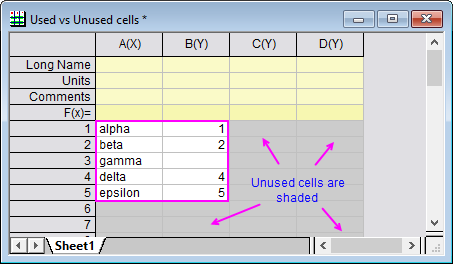 Used vs Unused cells *
A(X) B(Y) C(Y) D(Y)
Long Name
Units
Comments
F(x)=
1 alpha 1
2 beta 2
3 gamma
4 delta 4
5 epsilon 5
6
7
Unused cells are
shaded
Sheet1